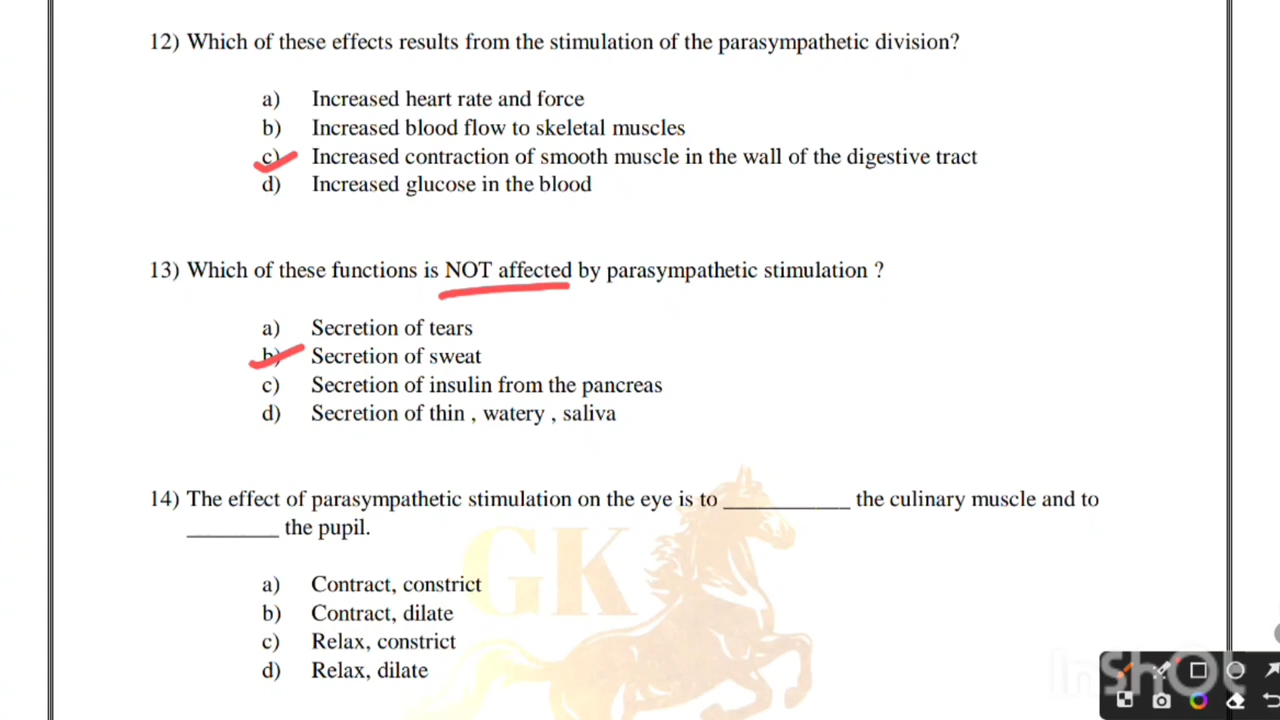 12) Which of these effects results from the stimulation of the parasympathetic division?
a) Increased heart rate and force
b) Increased blood flow to skeletal muscles
c) Increased contraction of smooth muscle in the wall of the digestive tract
d) Increased glucose in the blood
13) Which of these functions is NOT affected by parasympathetic stimulation ?
a) Secretion of tears
b) Secretion of sweat
c) Secretion of insulin from the pancreas
d) Secretion of thin , watery , saliva
14) The effect of parasympathetic stimulation on the eye is to __________ the culinary muscle and to
________ the pupil.
GK
a) Contract, constrict
b) Contract, dilate
c) Relax, constrict
d) Relax, dilate
InShOt